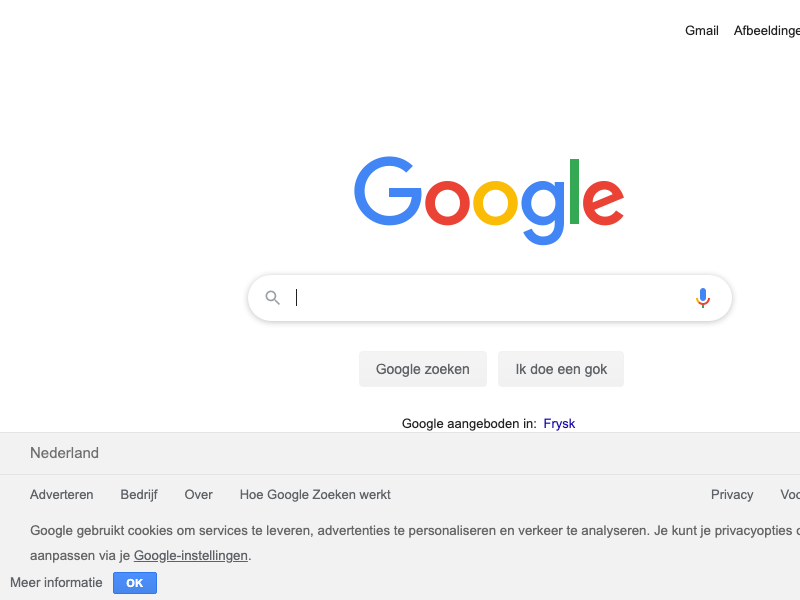 Gmail Afbeeldinge
Google
Google zoeken Ik doe een gok
Google aangeboden in: Frysk
Nederland
Adverteren Bedrijf Over Hoe Google Zoeken werkt Privacy Voo
Google gebruikt cookies om services te leveren, advertenties te personaliseren en verkeer te analyseren. Je kunt je privacyopties
aanpassen via je Google-instellingen.
Meer informatie OK